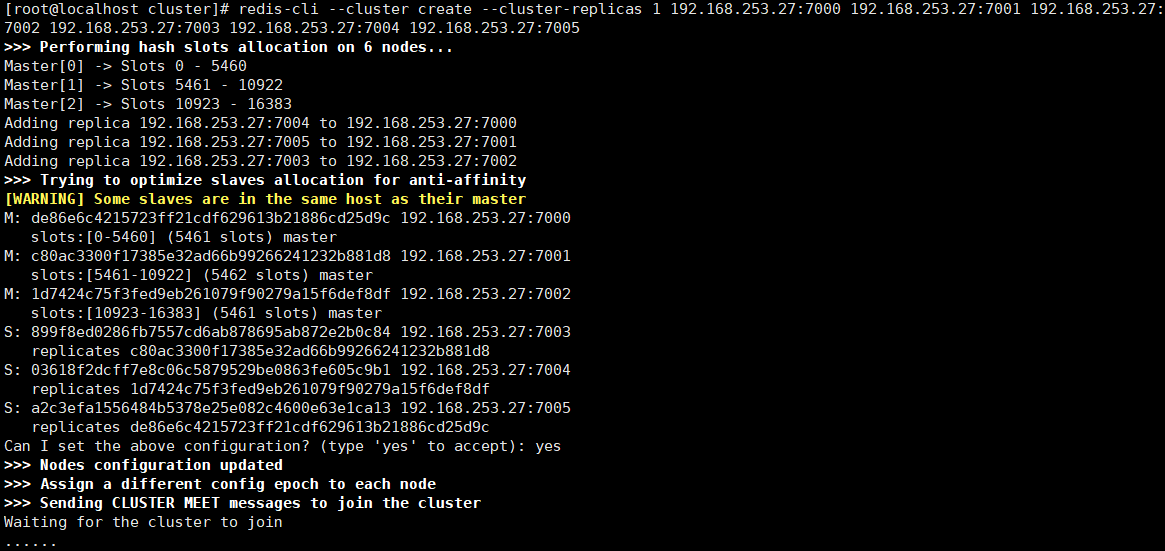 [root@localhost cluster]# redis-cli --cluster create --cluster-replicas 1 192.168.253.27:7000 192.168.253.27:7001 192.168.253.27:
7002 192.168.253.27:7003 192.168.253.27:7004 192.168.253.27:7005
>>> Performing hash slots allocation on 6 nodes...
Master[0] -> Slots 0 - 5460
Master[1] -> Slots 5461 - 10922
Master[2] -> Slots 10923 - 16383
Adding replica 192.168.253.27:7004 to 192.168.253.27:7000
Adding replica 192.168.253.27:7005 to 192.168.253.27:7001
Adding replica 192.168.253.27:7003 to 192.168.253.27:7002
>>> Trying to optimize slaves allocation for anti-affinity
[WARNING] Some slaves are in the same host as their master
M: de86e6c4215723ff21cdf629613b21886cd25d9c 192.168.253.27:7000
   slots:[0-5460] (5461 slots) master
M: c80ac3300f17385e32ad66b99266241232b881d8 192.168.253.27:7001
   slots:[5461-10922] (5462 slots) master
M: 1d7424c75f3fed9eb261079f90279a15f6def8df 192.168.253.27:7002
   slots:[10923-16383] (5461 slots) master
S: 899f8ed0286fb7557cd6ab878695ab872e2b0c84 192.168.253.27:7003
   replicates c80ac3300f17385e32ad66b99266241232b881d8
S: 03618f2dcff7e8c06c5879529be0863fe605c9b1 192.168.253.27:7004
   replicates 1d7424c75f3fed9eb261079f90279a15f6def8df
S: a2c3efa1556484b5378e25e082c4600e63e1ca13 192.168.253.27:7005
   replicates de86e6c4215723ff21cdf629613b21886cd25d9c
Can I set the above configuration? (type 'yes' to accept): yes
>>> Nodes configuration updated
>>> Assign a different config epoch to each node
>>> Sending CLUSTER MEET messages to join the cluster
Waiting for the cluster to join
......